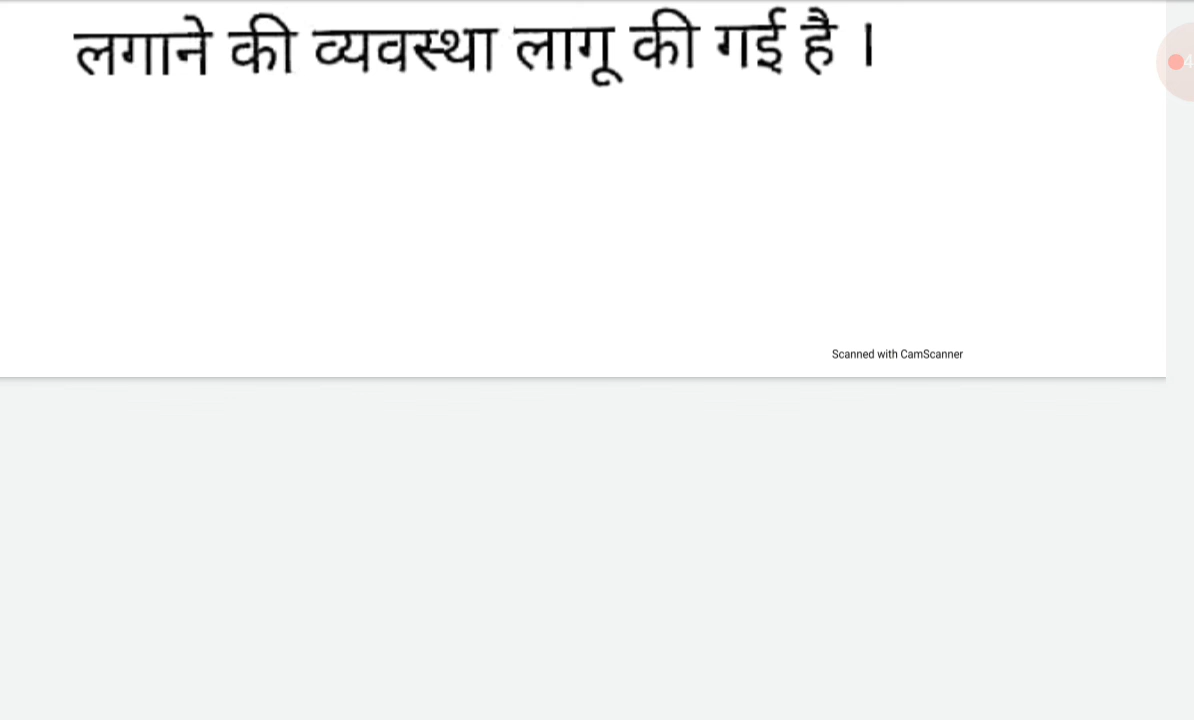 लगाने की व्यवस्था लागू की गई है ।
Scanned with CamScanner